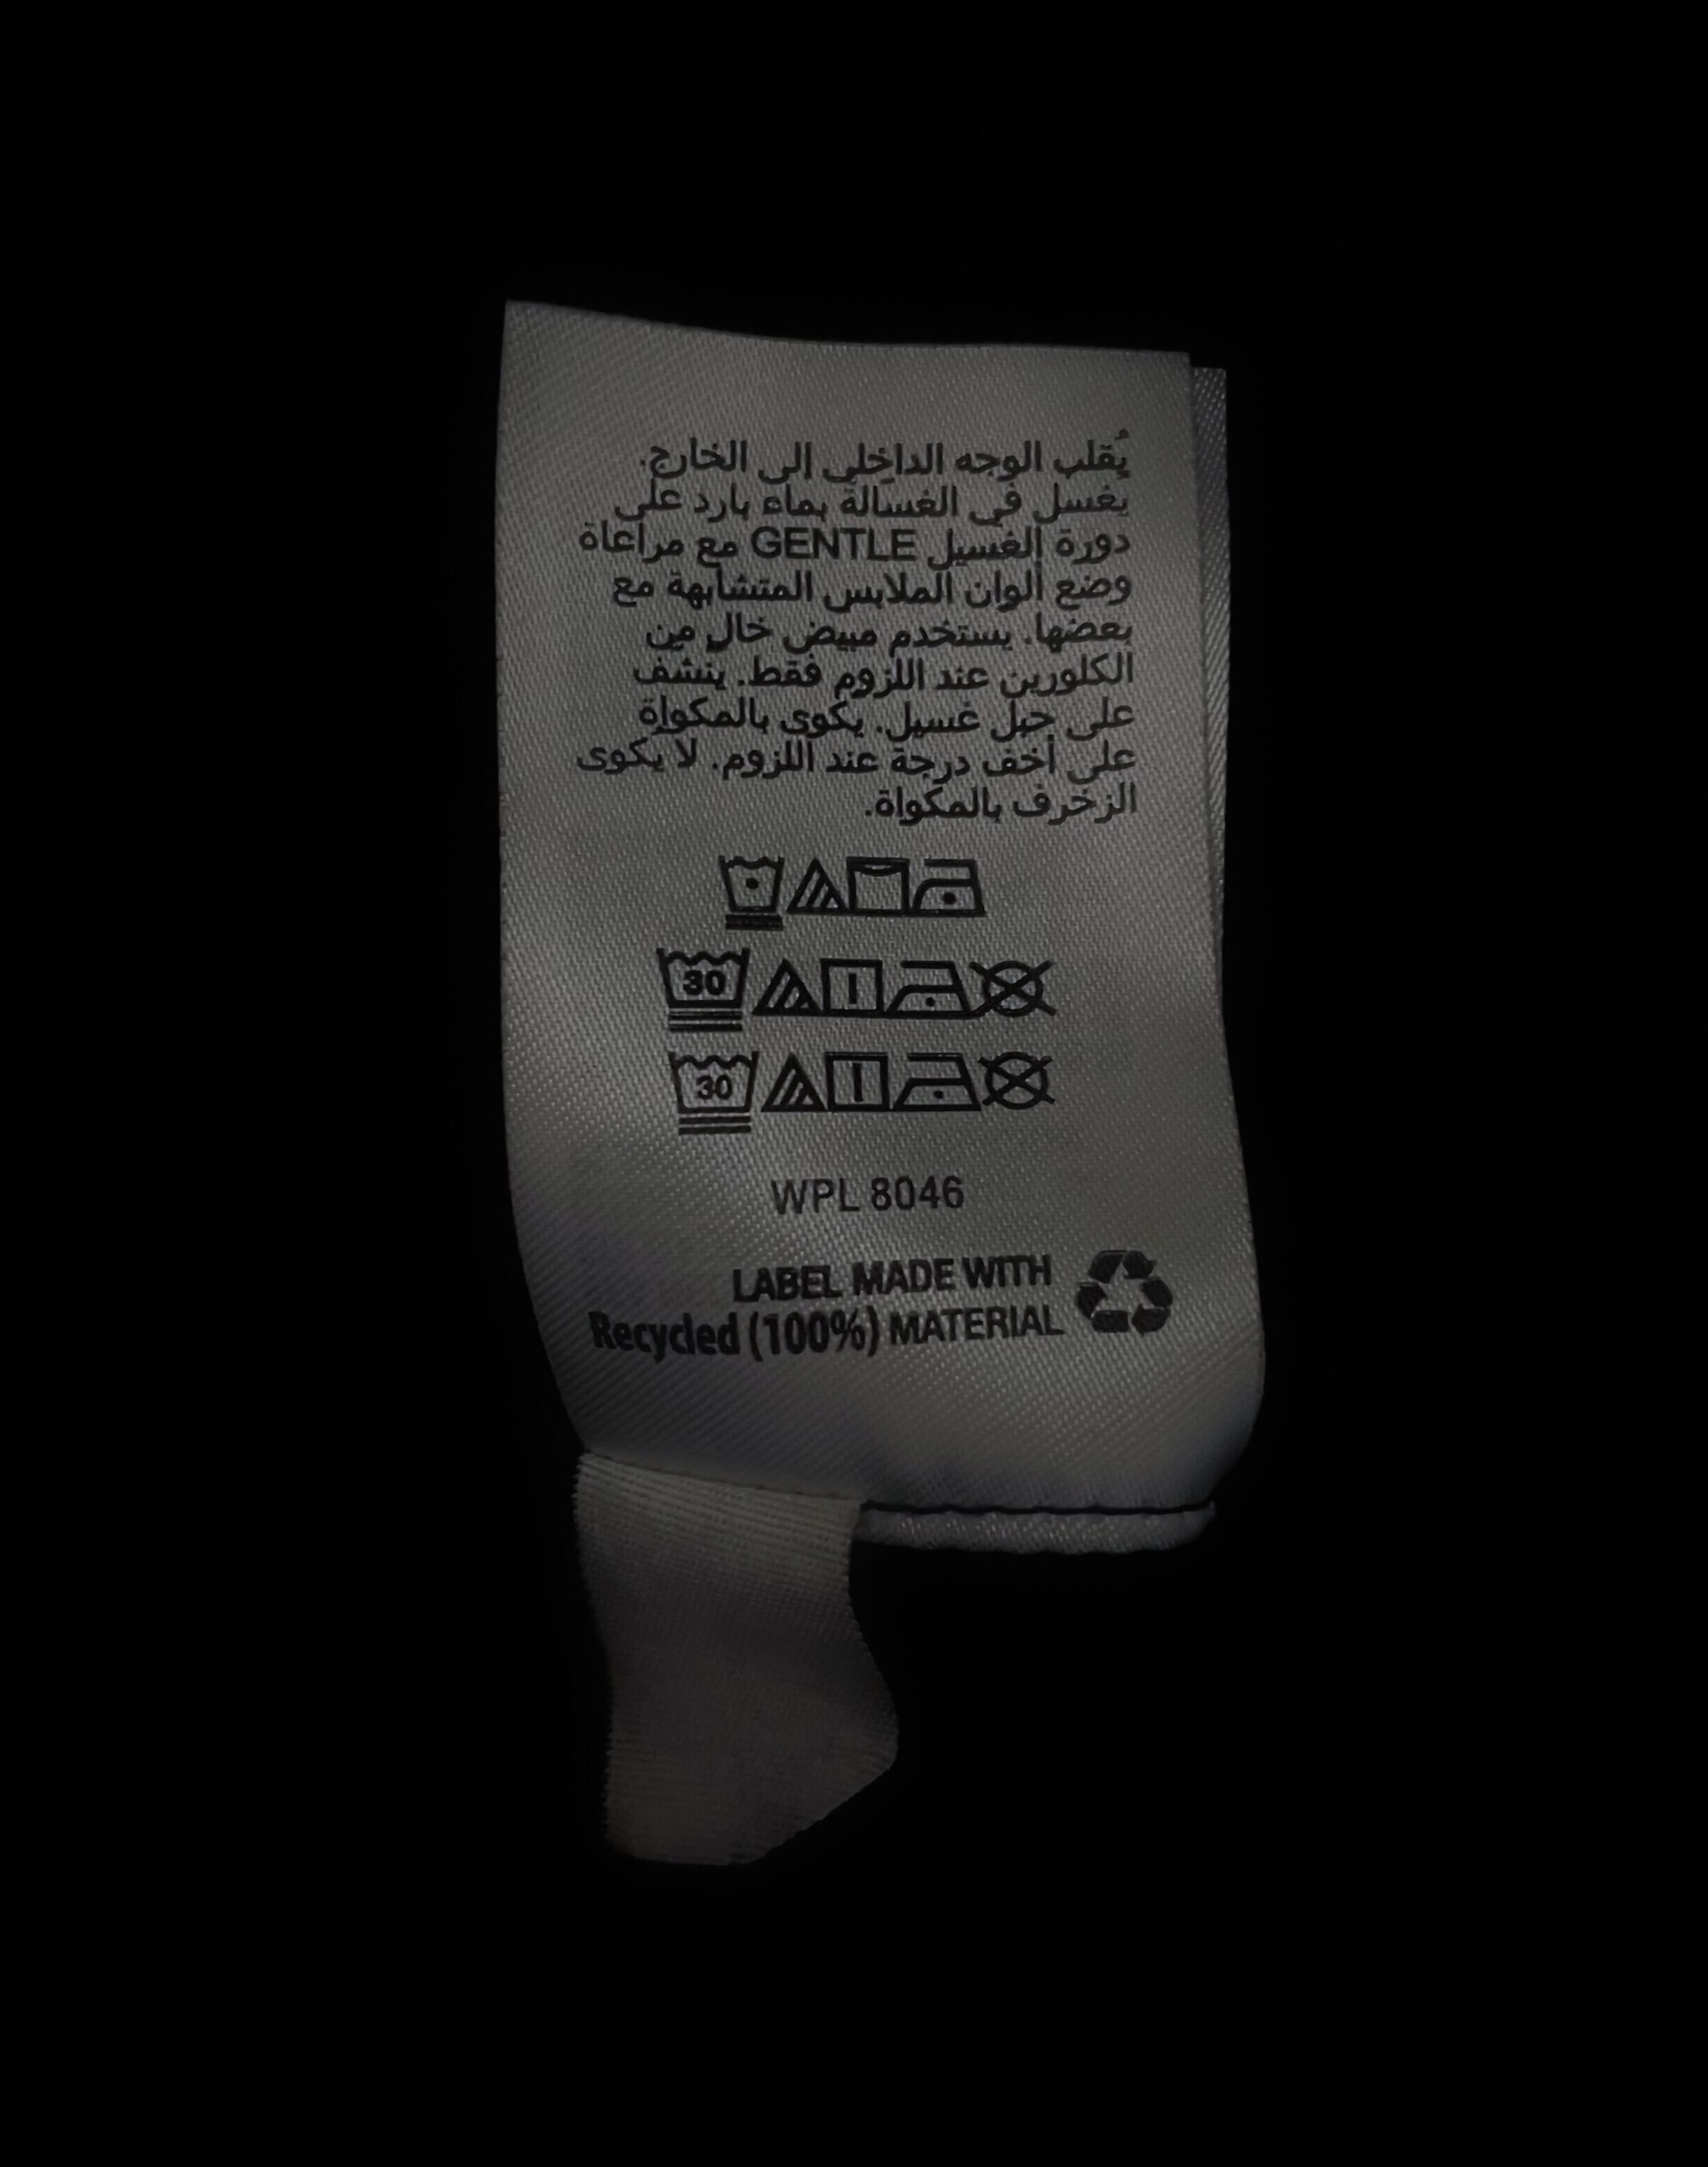 يُقلب الوجه الداخلي إلى الخارج.
يغسل في الغسالة بماء بارد على
دورة الغسيل GENTLE مع مراعاة
وضع ألوان الملابس المتشابهة مع
بعضها. يستخدم مبيض خال من
الكلورين عند اللزوم فقط. ينشف
على حبل غسيل. يكوى بالمكواة
على أخف درجة عند اللزوم. لا يكوى
الزخرف بالمكواة.
30
30
WPL 8046
LABEL MADE WITH
Recycled (100%) MATERIAL